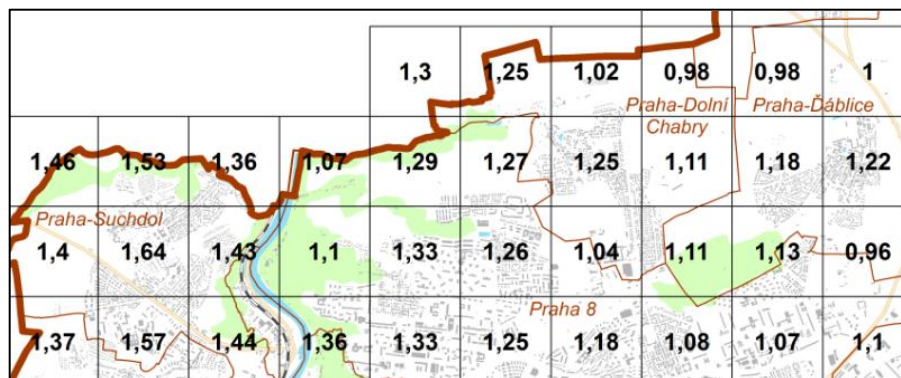 1,3 1,25 1,02 0,98 0,98 1
Praha-Dolní Chabry
Praha-Ďáblice
1,46 1,53 1,36 1,07 1,29 1,27 1,25 1,11 1,18 1,22
Praha-Suchdol
1,4 1,64 1,43 1,1 1,33 1,26 1,04 1,11 1,13 0,96
Praha 8
1,37 1,57 1,44 1,36 1,33 1,25 1,18 1,08 1,07 1,1